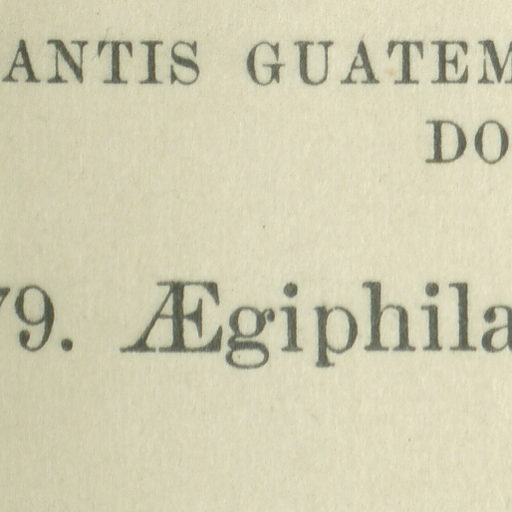 ANTIS GUATEM
DO
79. Ægiphila